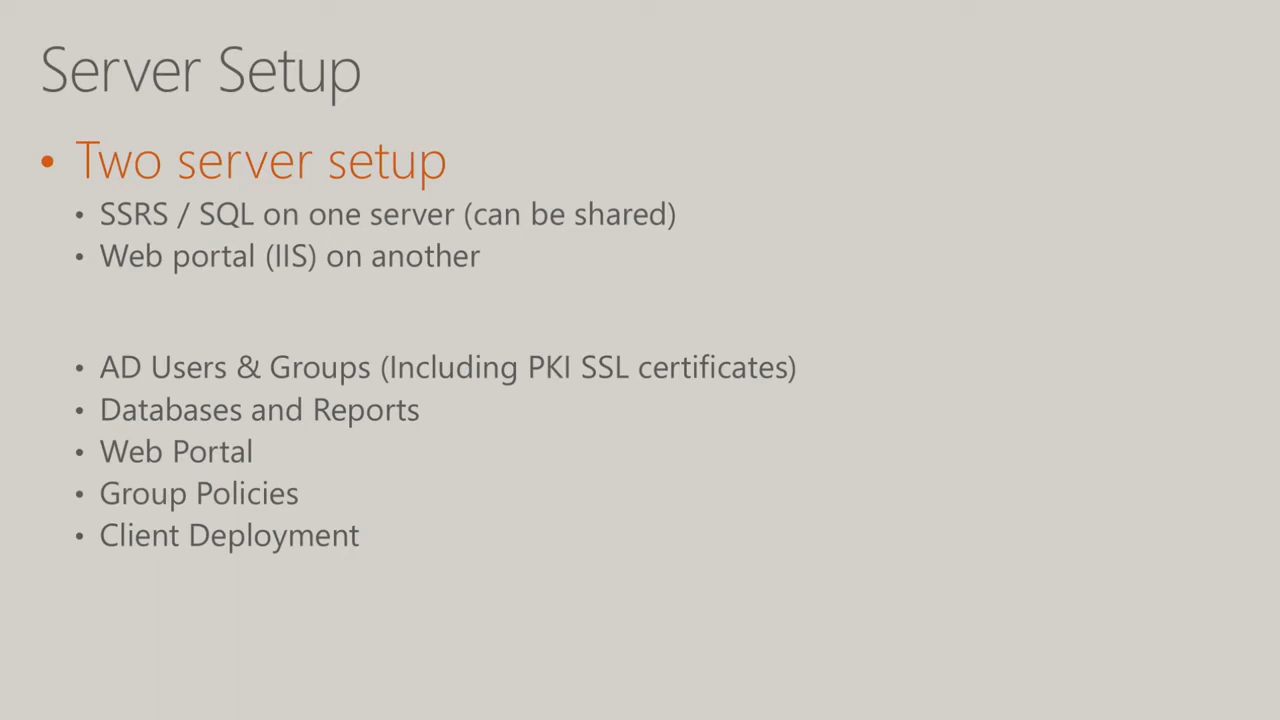 Server Setup
• Two server setup
• SSRS / SQL on one server (can be shared)
• Web portal (IIS) on another
• AD Users & Groups (Including PKI SSL certificates)
• Databases and Reports
• Web Portal
• Group Policies
• Client Deployment